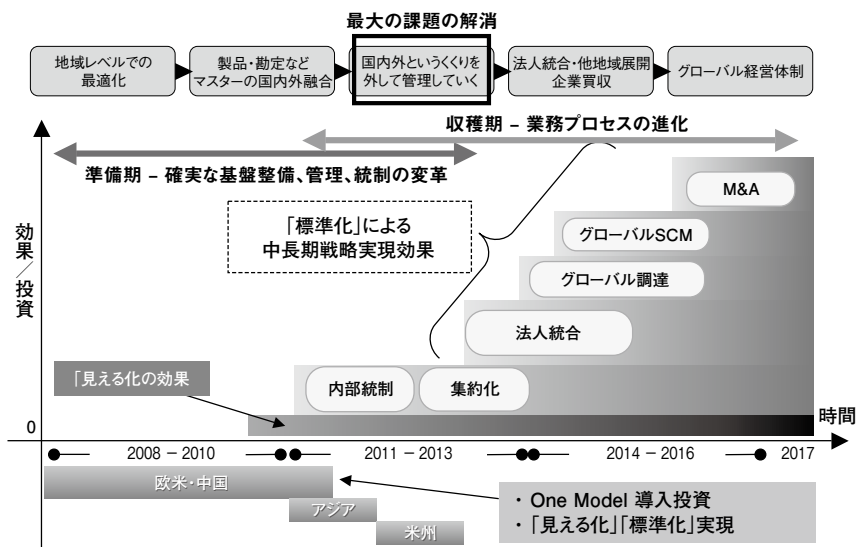 最大の課題の解消
地域レベルでの
最適化
製品・勘定など
マスターの国内外融合
国内外というくくりを
外して管理していく
法人統合・他地域展開
企業買収
グローバル経営体制
収穫期 – 業務プロセスの進化
準備期 – 確実な基盤整備、管理、統制の変革
「標準化」による
中長期戦略実現効果
M&A
グローバルSCM
グローバル調達
法人統合
内部統制
集約化
「見える化の効果
効果／投資
0
時間
2008 – 2010
2011 – 2013
2014 – 2016
2017
欧米・中国
アジア
米州
・ One Model 導入投資
・「見える化」「標準化」実現